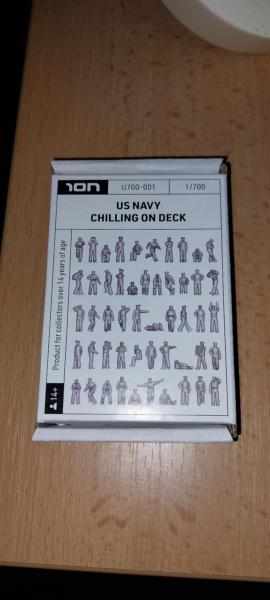 ION
U700-001
1/700
US NAVY
CHILLING ON DECK
Product for collectors over 14 years of age
14+